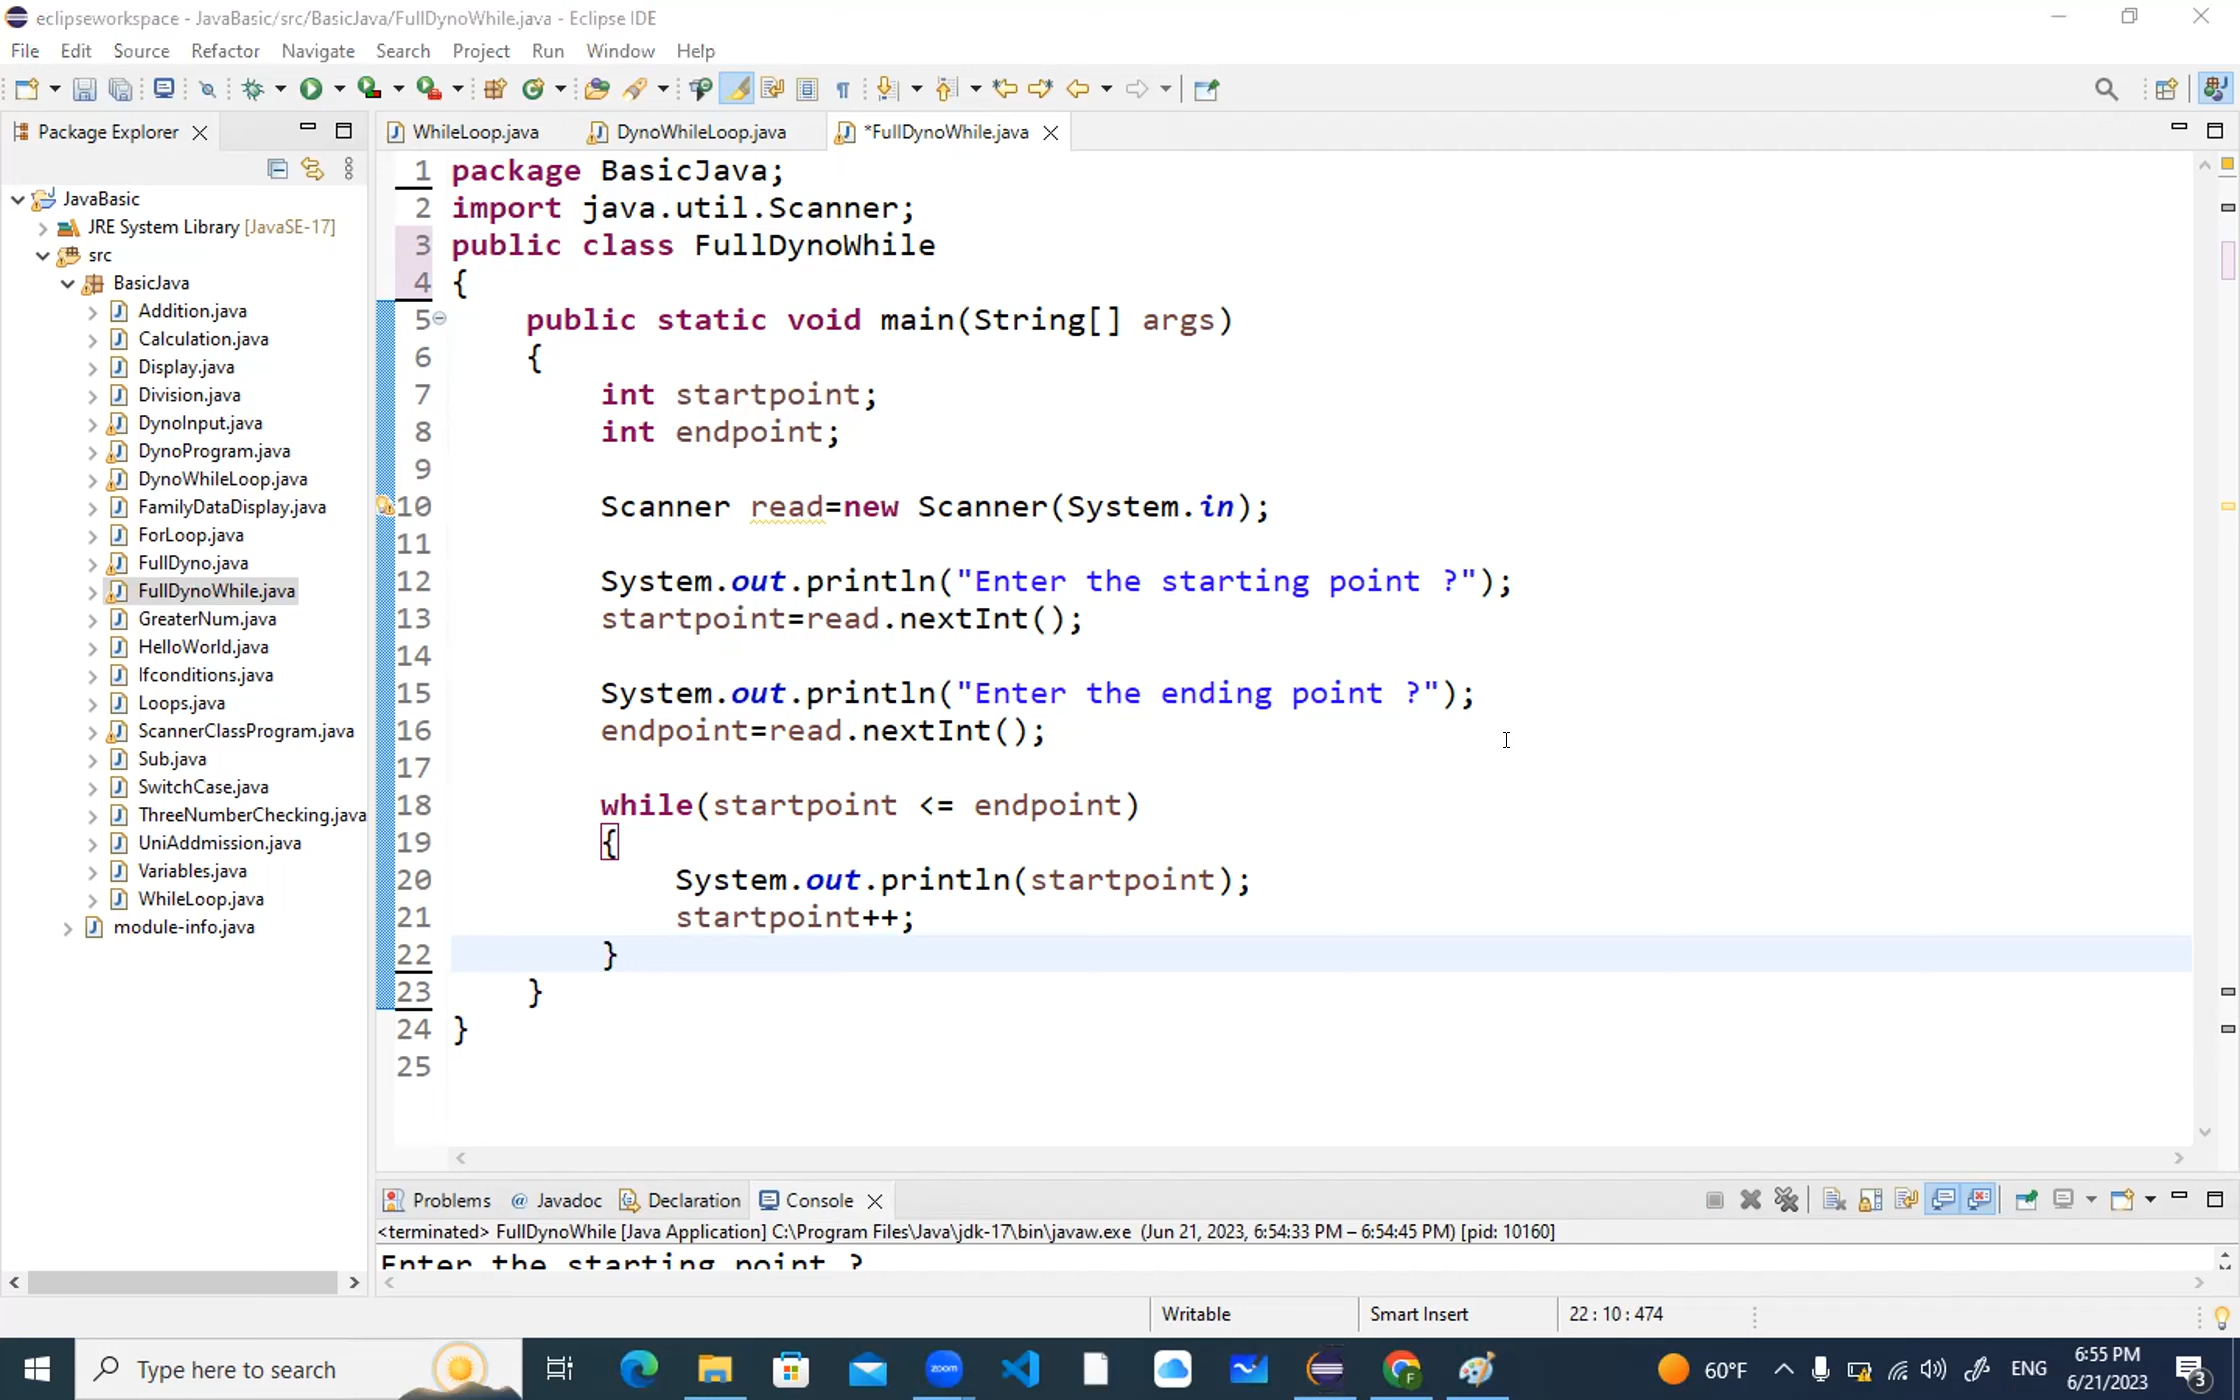 eclipseworkspace - JavaBasic/src/BasicJava/FullDynoWhile.java - Eclipse IDE
File Edit Source Refactor Navigate Search Project Run Window Help
Package Explorer
WhileLoop.java DynoWhileLoop.java *FullDynoWhile.java
JavaBasic
JRE System Library [JavaSE-17]
src
BasicJava
Addition.java
Calculation.java
Display.java
Division.java
DynoInput.java
DynoProgram.java
DynoWhileLoop.java
FamilyDataDisplay.java
ForLoop.java
FullDyno.java
FullDynoWhile.java
GreaterNum.java
HelloWorld.java
Ifconditions.java
Loops.java
ScannerClassProgram.java
Sub.java
SwitchCase.java
ThreeNumberChecking.java
UniAddmission.java
Variables.java
WhileLoop.java
module-info.java
1 package BasicJava;
2 import java.util.Scanner;
3 public class FullDynoWhile
4 {
5 public static void main(String[] args)
6 {
7 int startpoint;
8 int endpoint;
9
10 Scanner read=new Scanner(System.in);
11
12 System.out.println("Enter the starting point ?");
13 startpoint=read.nextInt();
14
15 System.out.println("Enter the ending point ?");
16 endpoint=read.nextInt();
17
18 while(startpoint <= endpoint)
19 {
20 System.out.println(startpoint);
21 startpoint++;
22 }
23 }
24 }
25
Problems @ Javadoc Declaration Console
<terminated> FullDynoWhile [Java Application] C:\Program Files\Java\jdk-17\bin\javaw.exe (Jun 21, 2023, 6:54:33 PM – 6:54:45 PM) [pid: 10160]
Enter the starting point ?
Writable Smart Insert 22 : 10 : 474
Type here to search
zoom
F
60°F
ENG
6:55 PM
6/21/2023
3